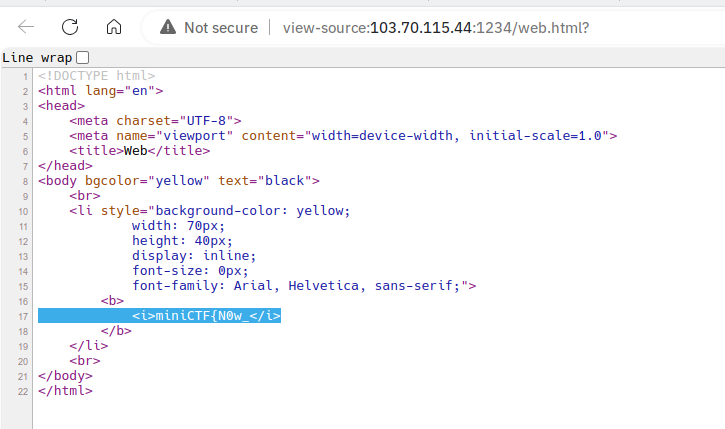 Not secure | view-source:103.70.115.44:1234/web.html?
Line wrap
1 <!DOCTYPE html>
2 <html lang="en">
3 <head>
4     <meta charset="UTF-8">
5     <meta name="viewport" content="width=device-width, initial-scale=1.0">
6     <title>Web</title>
7 </head>
8 <body bgcolor="yellow" text="black">
9     <br>
10     <li style="background-color: yellow;
11             width: 70px;
12             height: 40px;
13             display: inline;
14             font-size: 0px;
15             font-family: Arial, Helvetica, sans-serif;">
16         <b>
17             <i>miniCTF{N0w_</i>
18         </b>
19     </li>
20     <br>
21 </body>
22 </html>